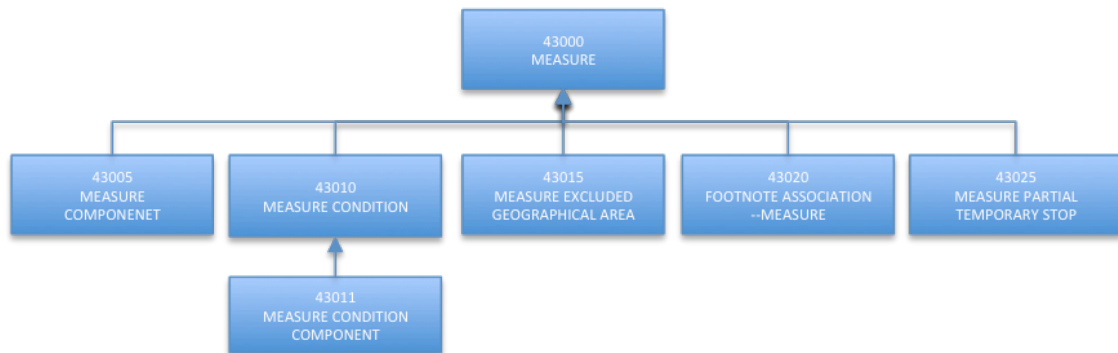 43000
MEASURE
43005
MEASURE
COMPONENET
43010
MEASURE CONDITION
43015
MEASURE EXCLUDED
GEOGRAPHICAL AREA
43020
FOOTNOTE ASSOCIATION
--MEASURE
43025
MEASURE PARTIAL
TEMPORARY STOP
43011
MEASURE CONDITION
COMPONENT